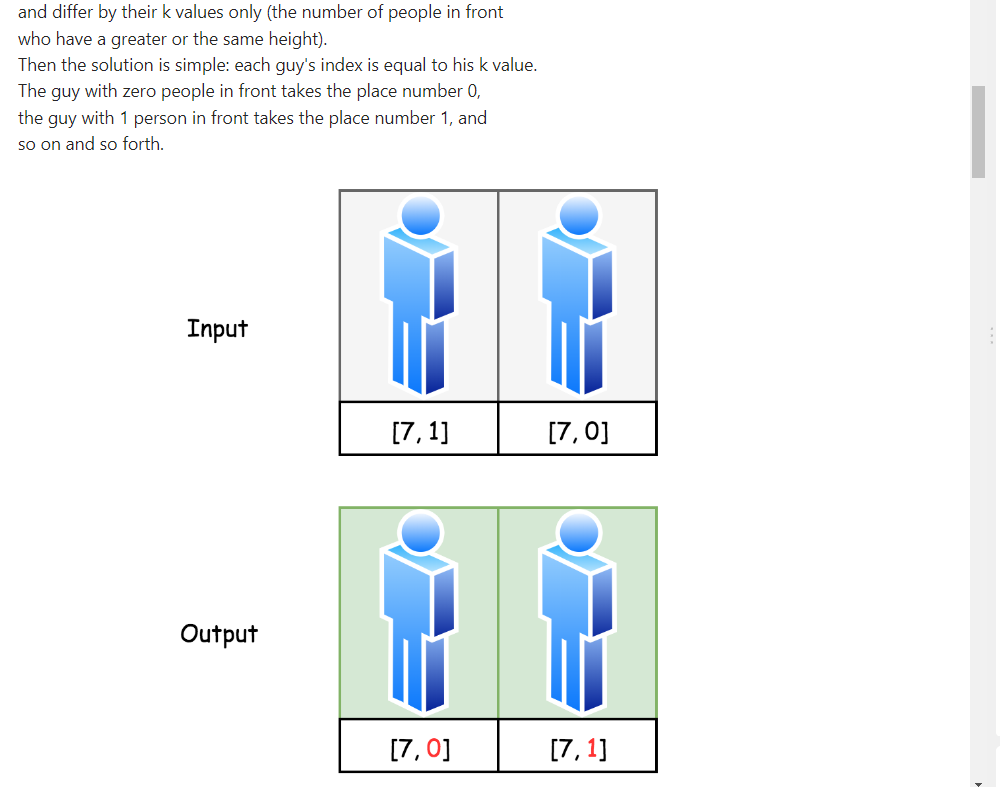 and differ by their k values only (the number of people in front
who have a greater or the same height).
Then the solution is simple: each guy's index is equal to his k value.
The guy with zero people in front takes the place number 0,
the guy with 1 person in front takes the place number 1, and
so on and so forth.
Input
[7, 1] [7, 0]
Output
[7, 0] [7, 1]